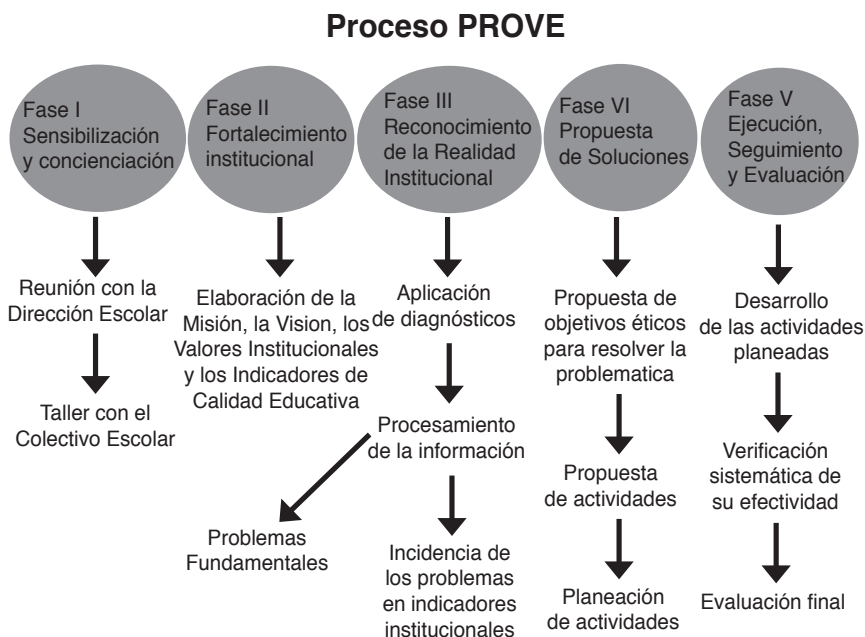 Proceso PROVE
Fase I
Sensibilización
y concienciación
Reunión con la
Dirección Escolar
Taller con el
Colectivo Escolar
Fase II
Fortalecimiento
institucional
Elaboración de la
Misión, la Vision, los
Valores Institucionales
y los Indicadores de
Calidad Educativa
Fase III
Reconocimiento
de la Realidad
Institucional
Aplicación
de diagnósticos
Procesamiento
de la información
Problemas
Fundamentales
Incidencia de
los problemas
en indicadores
institucionales
Fase VI
Propuesta
de Soluciones
Propuesta de
objetivos éticos
para resolver la
problematica
Propuesta
de actividades
Planeación
de actividades
Fase V
Ejecución,
Seguimiento
y Evaluación
Desarrollo
de las actividades
planeadas
Verificación
sistemática de
su efectividad
Evaluación final